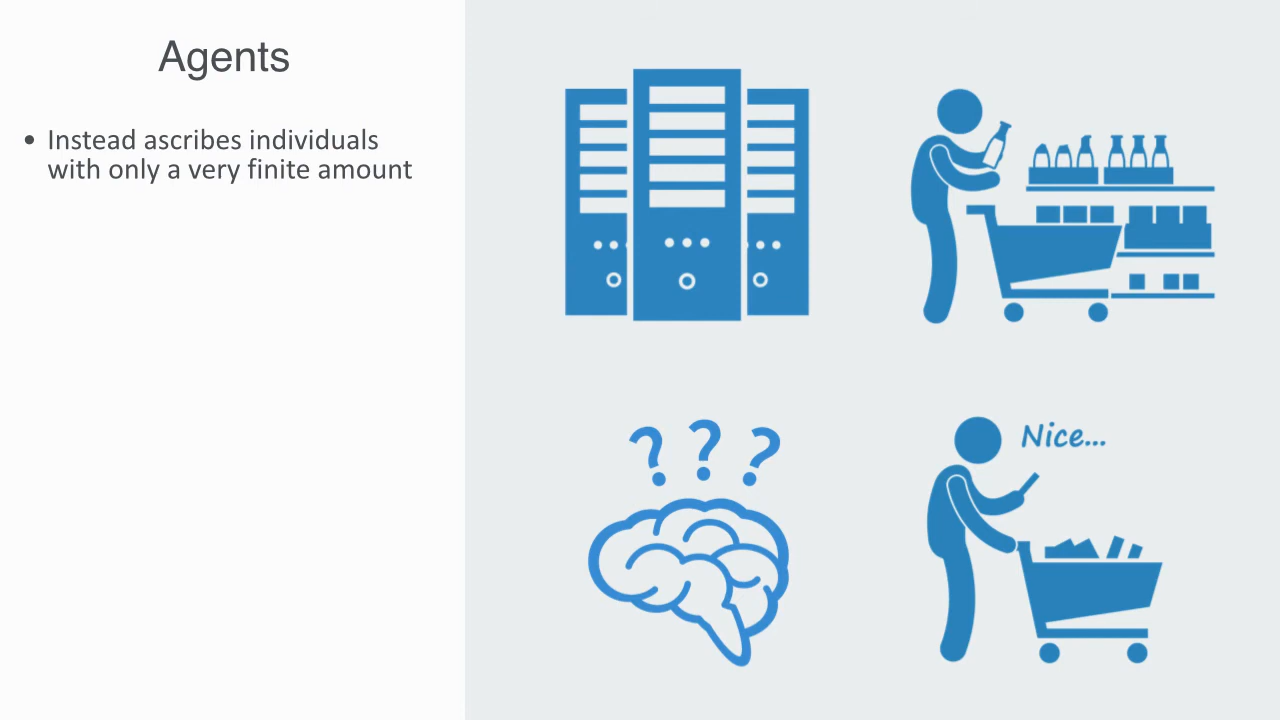 Agents
• Instead ascribes individuals
with only a very finite amount
? ? ?
Nice...